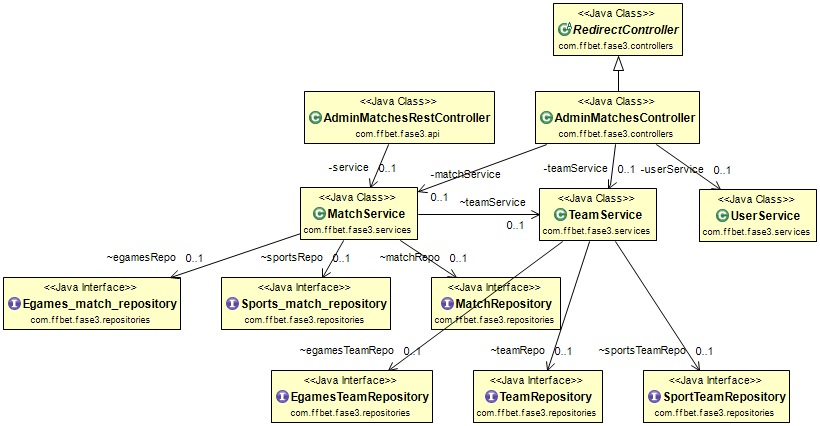 <<Java Class>>
RedirectController
com.ffbet.fase3.controllers
<<Java Class>>
AdminMatchesRestController
com.ffbet.fase3.api
<<Java Class>>
AdminMatchesController
com.ffbet.fase3.controllers
-service 0..1
-matchService
0..1
-teamService 0..1
-userService 0..1
<<Java Class>>
MatchService
com.ffbet.fase3.services
~teamService
0..1
<<Java Class>>
TeamService
com.ffbet.fase3.services
<<Java Class>>
UserService
com.ffbet.fase3.services
~egamesRepo 0..1
~sportsRepo 0..1
~matchRepo 0..1
<<Java Interface>>
Egames_match_repository
com.ffbet.fase3.repositories
<<Java Interface>>
Sports_match_repository
com.ffbet.fase3.repositories
<<Java Interface>>
MatchRepository
com.ffbet.fase3.repositories
~egamesTeamRepo 0..1
~teamRepo 0..1
~sportsTeamRepo 0..1
<<Java Interface>>
EgamesTeamRepository
com.ffbet.fase3.repositories
<<Java Interface>>
TeamRepository
com.ffbet.fase3.repositories
<<Java Interface>>
SportTeamRepository
com.ffbet.fase3.repositories